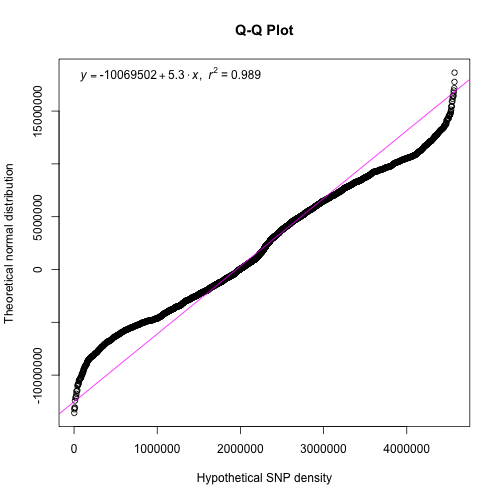 Q-Q Plot
y = -10069502 + 5.3 · x, r² = 0.989
15000000
5000000
0
-10000000
Theoretical normal distribution
0 1000000 2000000 3000000 4000000
Hypothetical SNP density